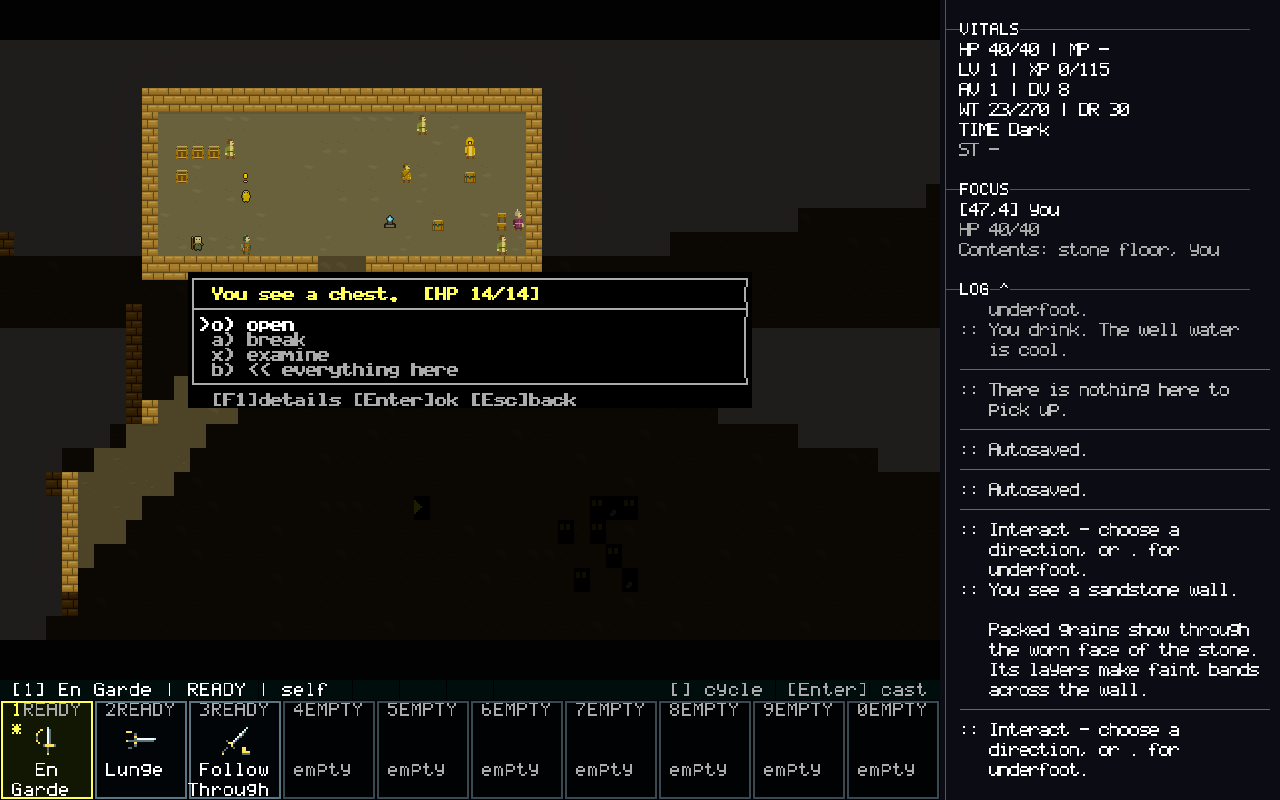 VITALS
HP 40/40 | MP -
LV 1 | XP 0/115
AV 1 | DV 8
WT 23/270 | DR 30
TIME Dark
ST -
FOCUS
[47,4] You
HP 40/40
Contents: stone floor, You
LOG ^
underfoot.
:: You drink. The well water
is cool.
:: There is nothing here to
Pick uP.
:: Autosaved.
:: Autosaved.
:: Interact - choose a
direction, or . for
underfoot.
:: You see a sandstone wall.
Packed grains show through
the worn face of the stone.
Its layers make faint bands
across the wall.
:: Interact - choose a
direction, or . for
underfoot.
You see a chest. [HP 14/14]
>o) open
a) break
x) examine
b) << everything here
[F1]details [Enter]ok [Esc]back
[1] En Garde | READY | self
[] cycle [Enter] cast
1READY 2READY 3READY 4EMPTY 5EMPTY 6EMPTY 7EMPTY 8EMPTY 9EMPTY 0EMPTY
*
En Lunge Follow empty empty empty empty empty empty empty
Garde Through